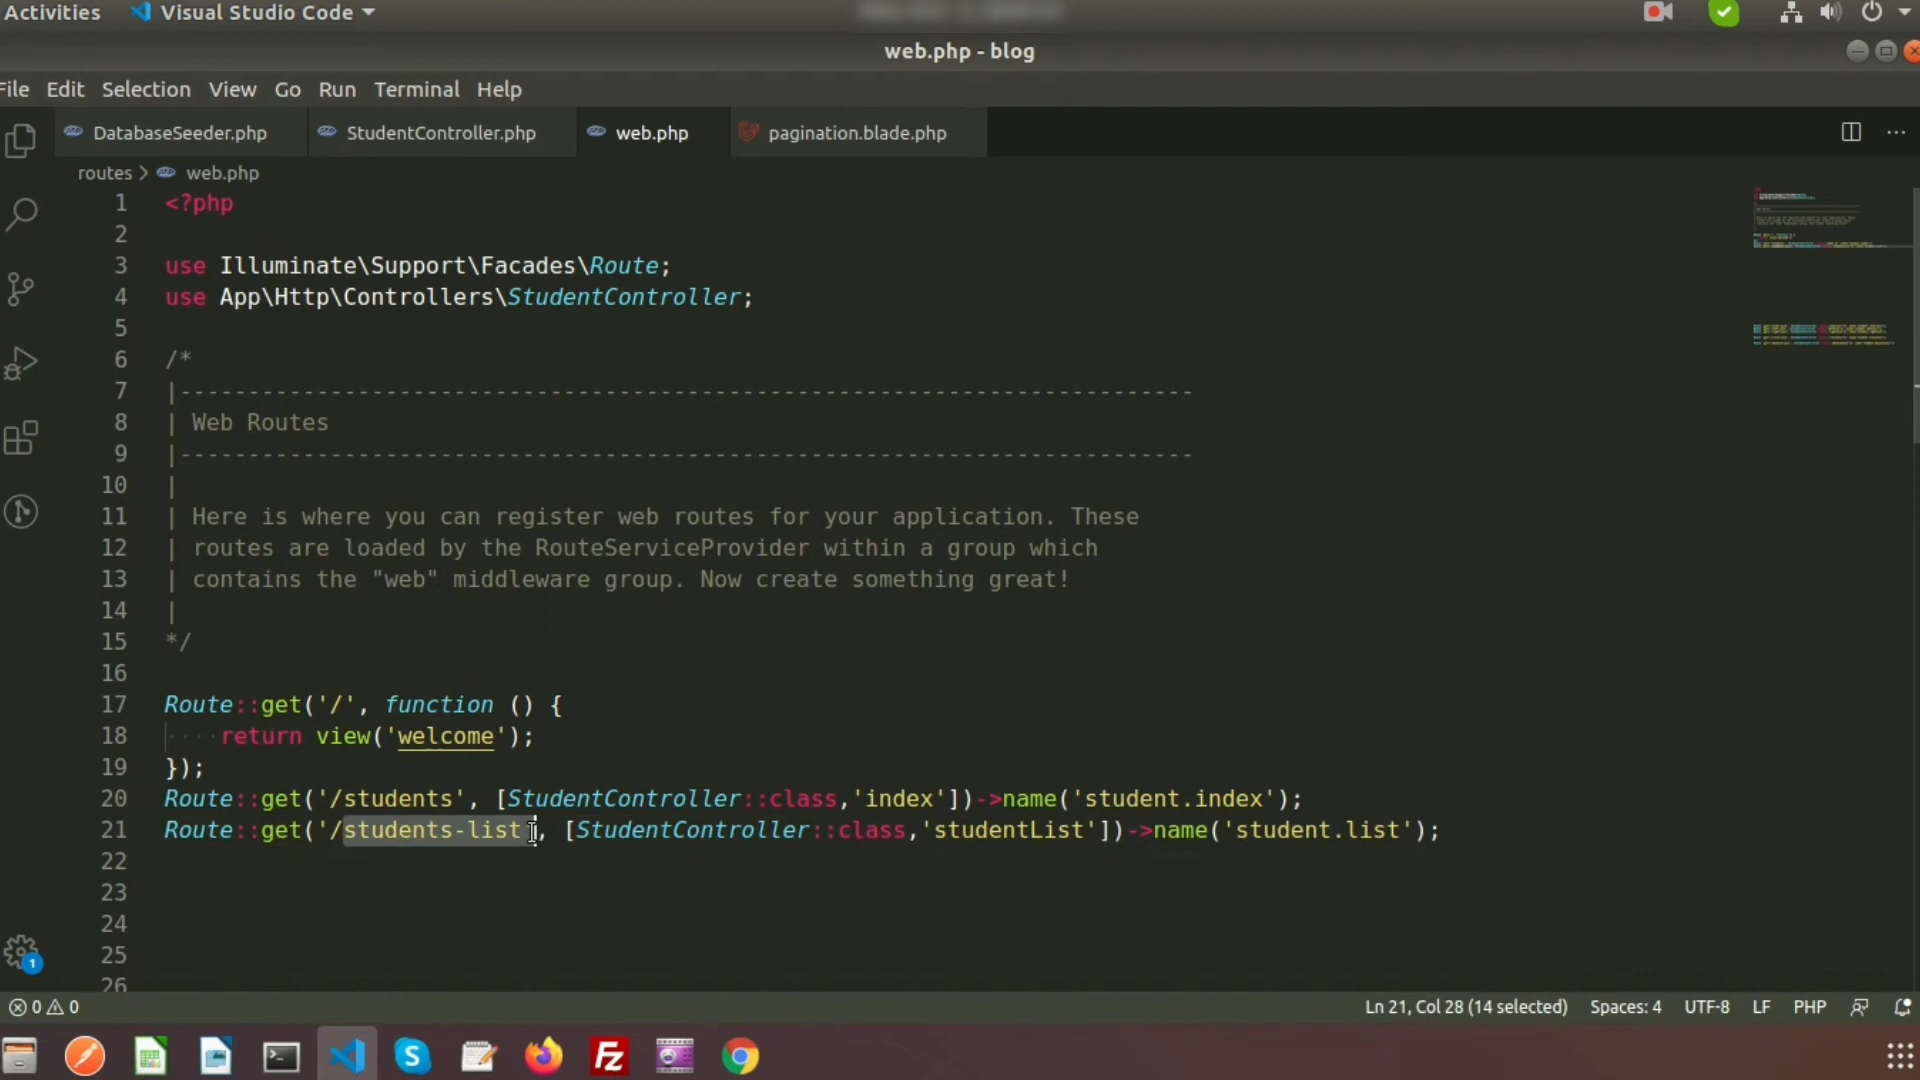 Activities Visual Studio Code
web.php - blog
File Edit Selection View Go Run Terminal Help
DatabaseSeeder.php StudentController.php web.php pagination.blade.php
routes > web.php
1 <?php
2
3 use Illuminate\Support\Facades\Route;
4 use App\Http\Controllers\StudentController;
5
6 /*
7 |--------------------------------------------------------------------------
8 | Web Routes
9 |--------------------------------------------------------------------------
10 |
11 | Here is where you can register web routes for your application. These
12 | routes are loaded by the RouteServiceProvider within a group which
13 | contains the "web" middleware group. Now create something great!
14 |
15 */
16
17 Route::get('/', function () {
18 ····return view('welcome');
19 });
20 Route::get('/students', [StudentController::class,'index'])->name('student.index');
21 Route::get('/students-list', [StudentController::class,'studentList'])->name('student.list');
22
23
24
25
26
1
0 0 Ln 21, Col 28 (14 selected) Spaces: 4 UTF-8 LF PHP
S Fz